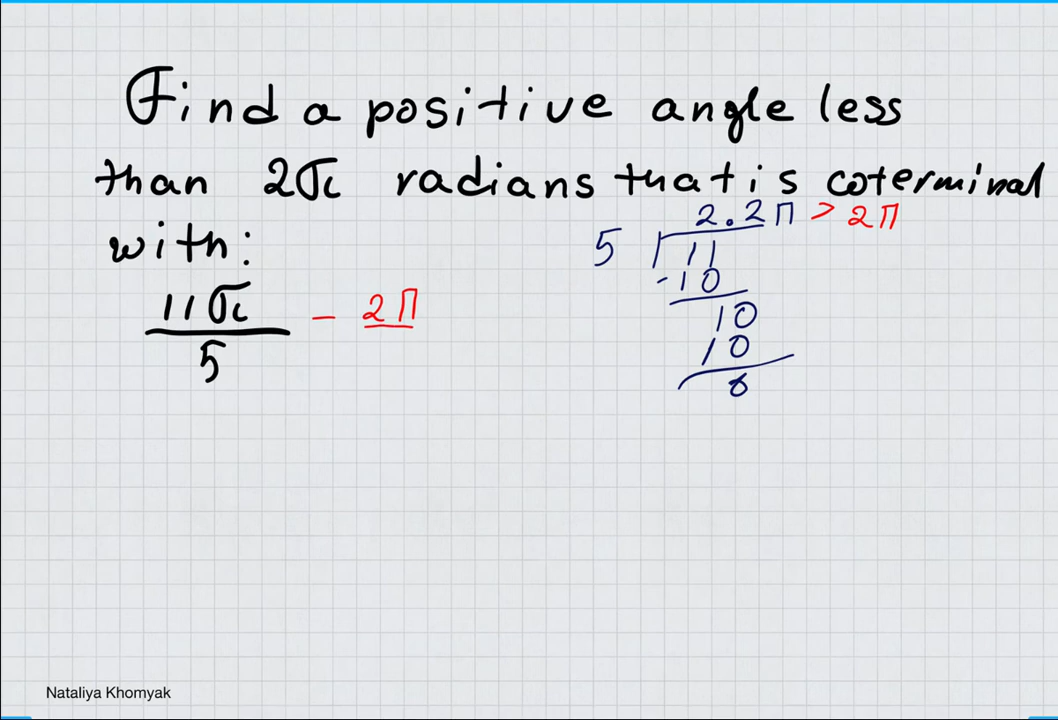 Find a positive angle less
than 2π radians that is coterminal
with:
2.2π > 2π
5 11
-10
10
10
0
11π - 2π
5
Nataliya Khomyak